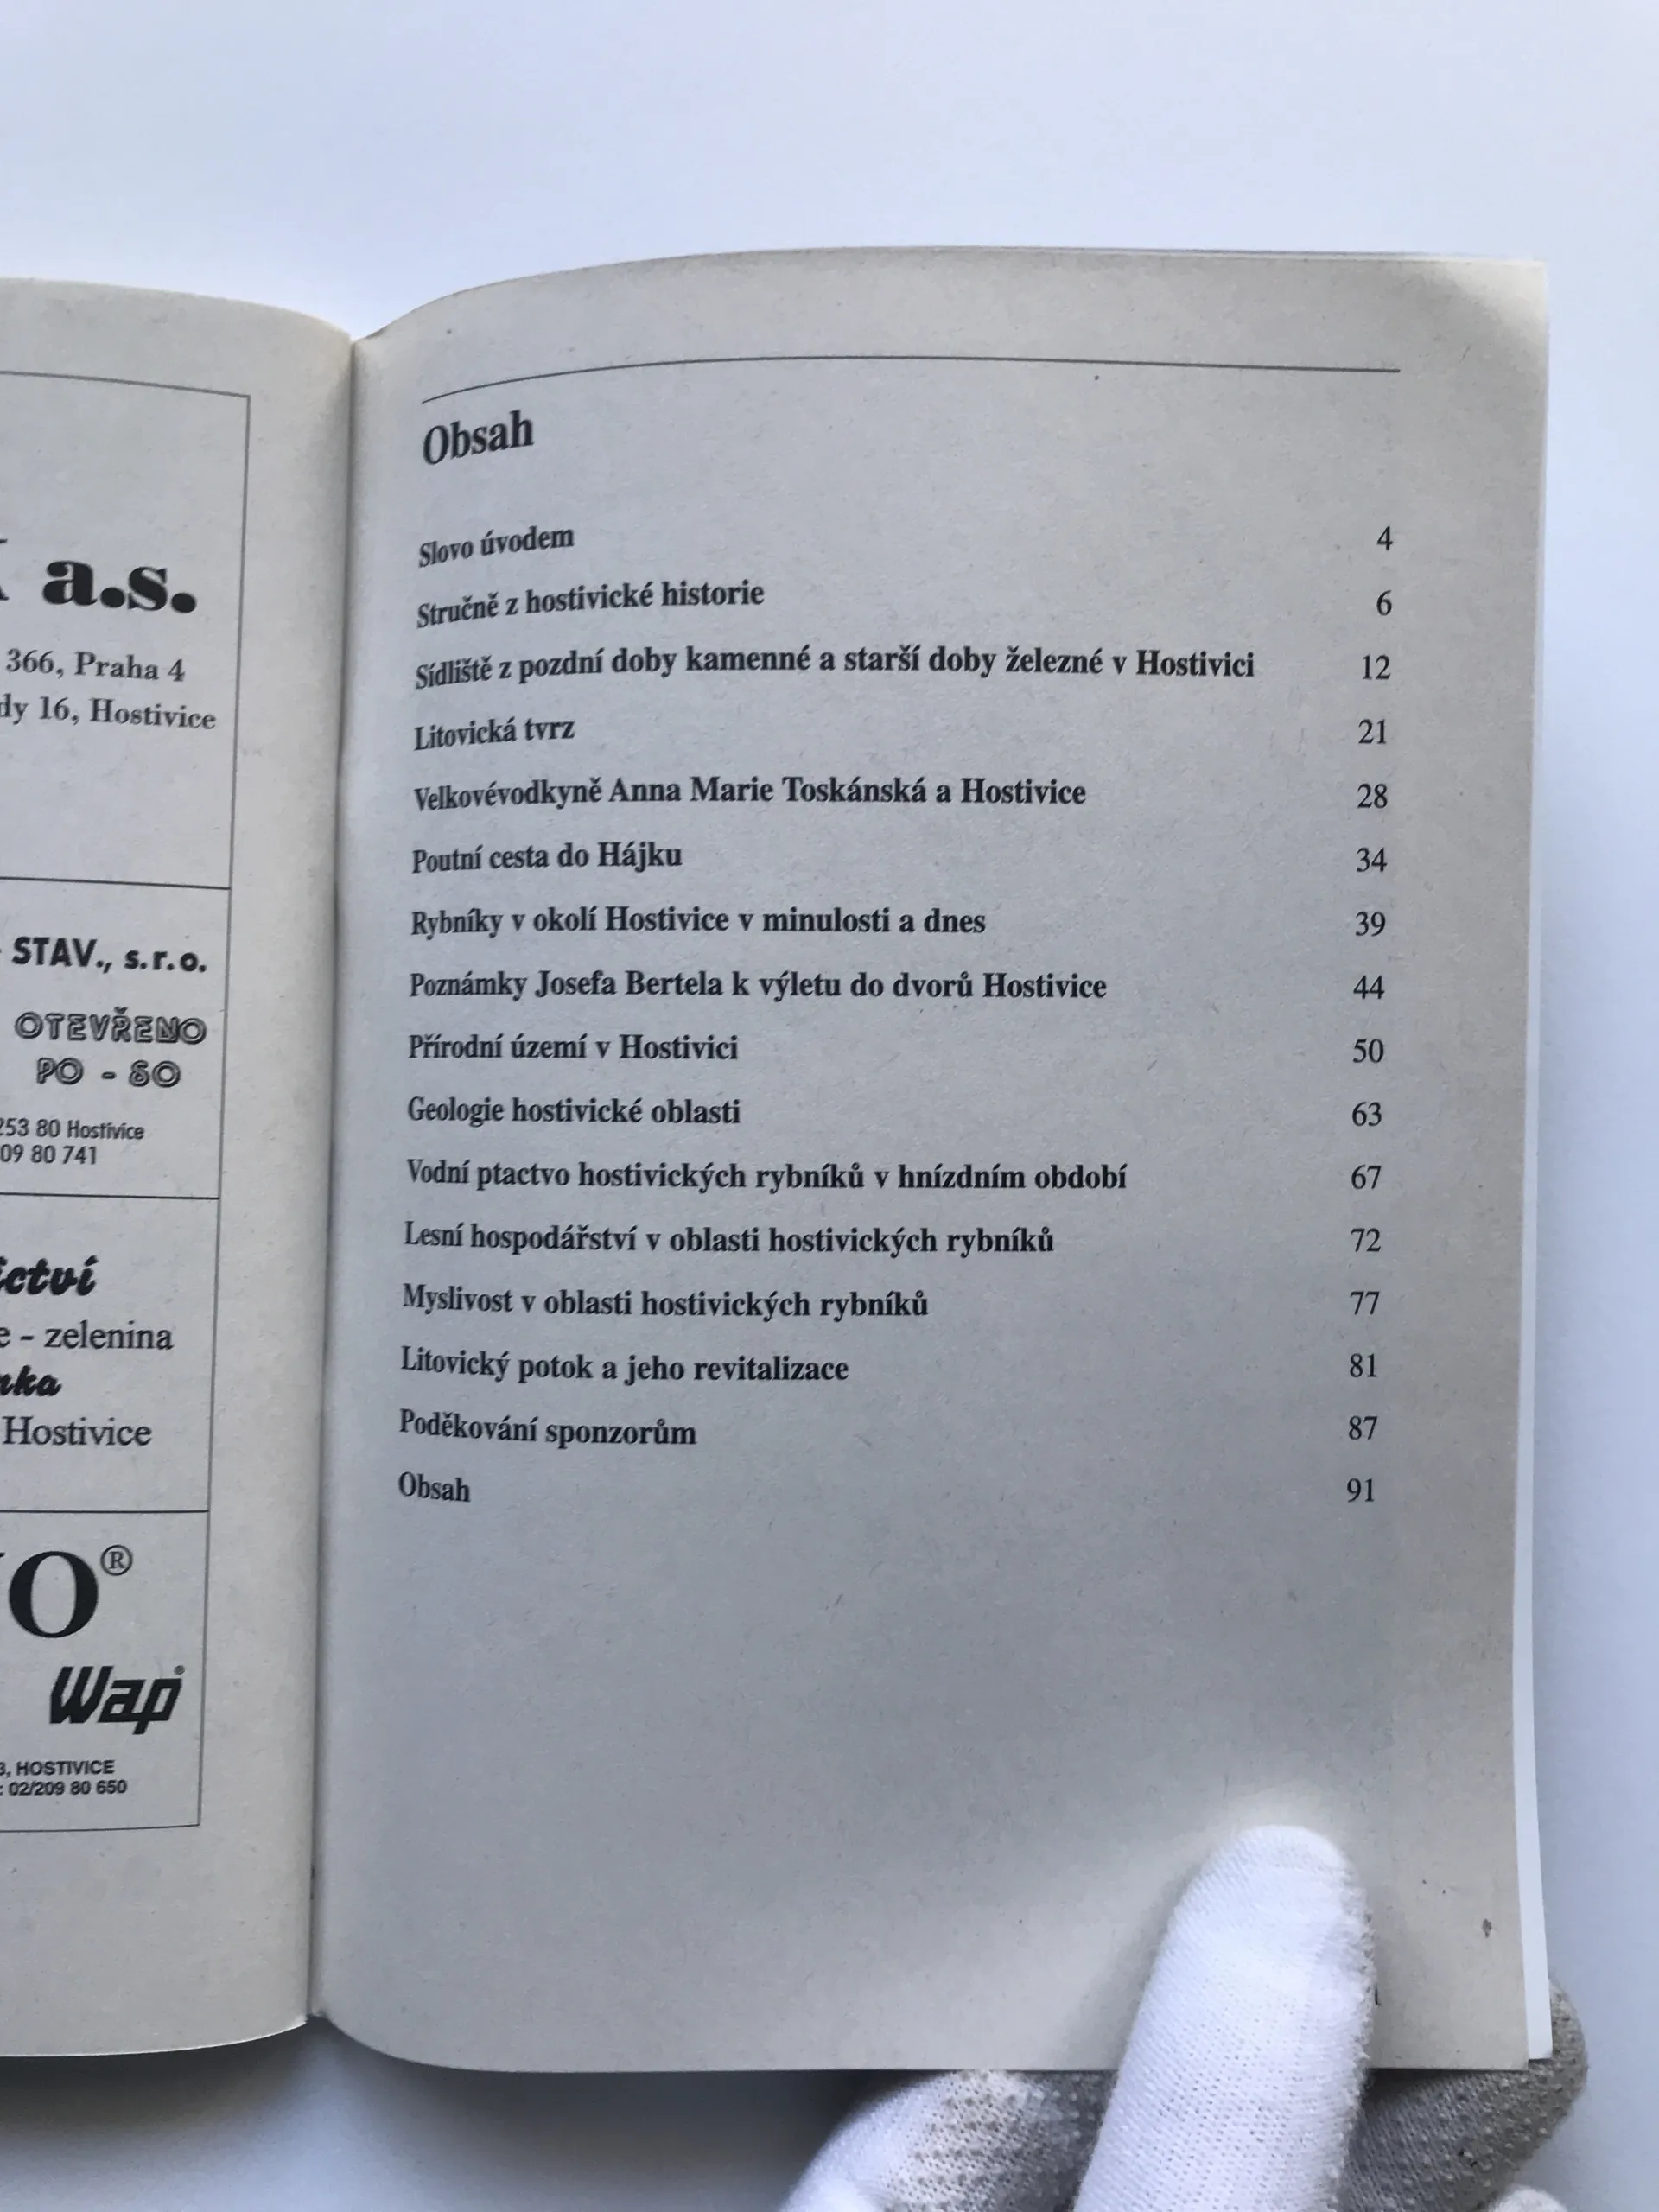 a.s.
366, Praha 4
16, Hostivice
STAV., s.r.o.
OTEVŘENO
PO - SO
253 80 Hostivice
09 80 741
- zelenina
Hostivice
O®
Wap
HOSTIVICE
02/209 80 650
Obsah
Slovo úvodem 4
Stručně z hostivické historie 6
Sídliště z pozdní doby kamenné a starší doby železné v Hostivici 12
Litovická tvrz 21
Velkovévodkyně Anna Marie Toskánská a Hostivice 28
Poutní cesta do Hájku 34
Rybníky v okolí Hostivice v minulosti a dnes 39
Poznámky Josefa Bertela k výletu do dvorů Hostivice 44
Přírodní území v Hostivici 50
Geologie hostivické oblasti 63
Vodní ptactvo hostivických rybníků v hnízdním období 67
Lesní hospodářství v oblasti hostivických rybníků 72
Myslivost v oblasti hostivických rybníků 77
Litovický potok a jeho revitalizace 81
Poděkování sponzorům 87
Obsah 91